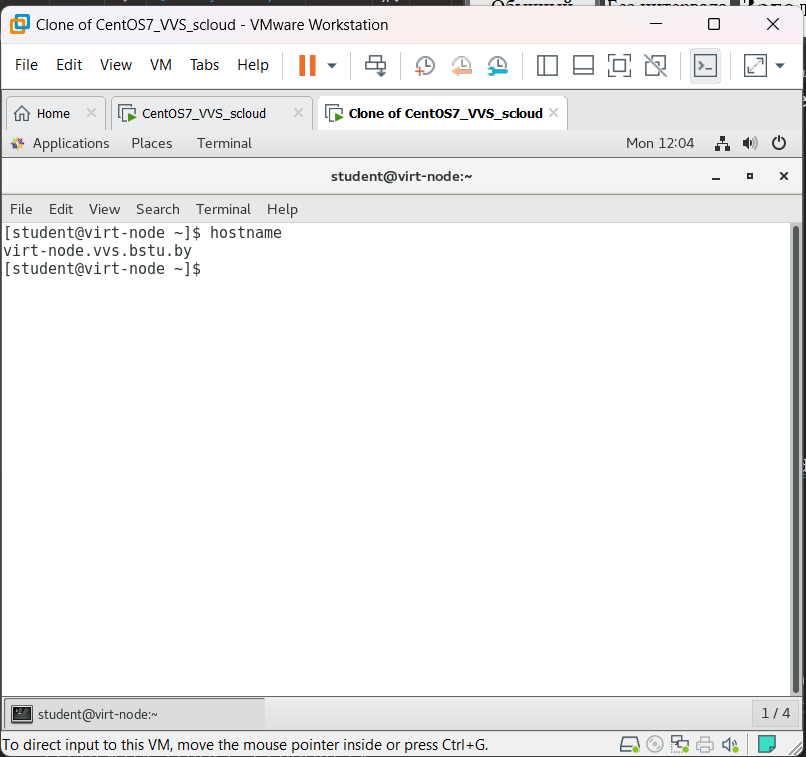 Обычный Без интервала
Clone of CentOS7_VVS_scloud - VMware Workstation
File Edit View VM Tabs Help
Home CentOS7_VVS_scloud Clone of CentOS7_VVS_scloud
Applications Places Terminal Mon 12:04
student@virt-node:~
File Edit View Search Terminal Help
[student@virt-node ~]$ hostname
virt-node.vvs.bstu.by
[student@virt-node ~]$
student@virt-node:~ 1 / 4
To direct input to this VM, move the mouse pointer inside or press Ctrl+G.